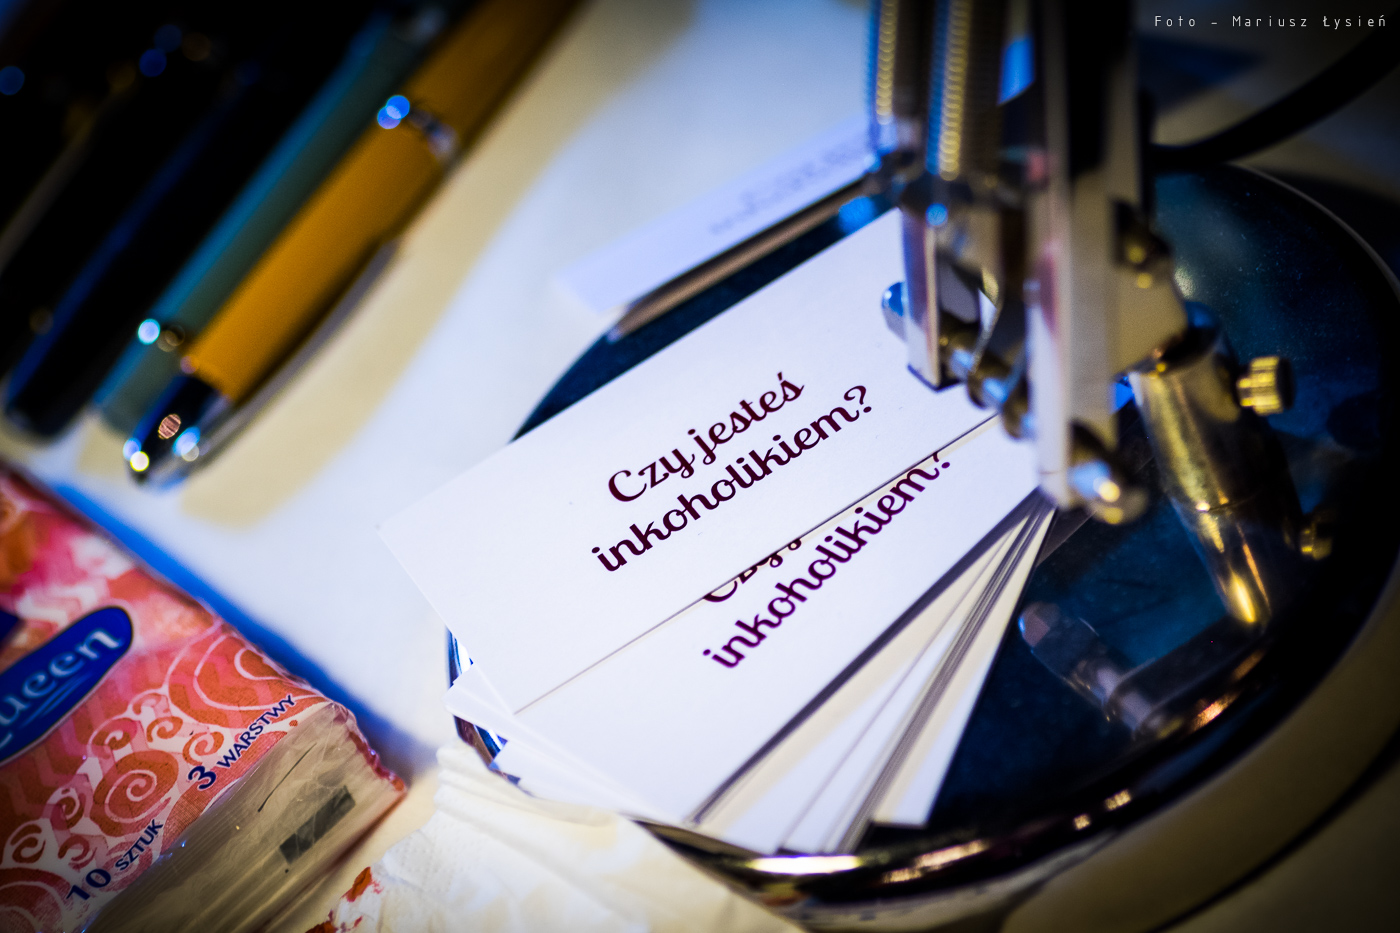 Foto - Mariusz Łysień
Czy jesteś
inkoholikiem?
inkoholikiem?
ueen
3 WARSTWY
10 SZTUK